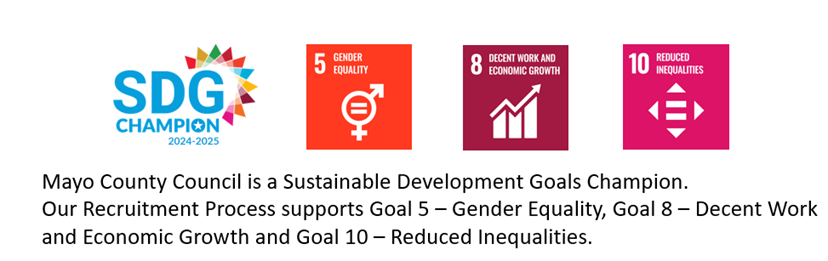 SDG
CHAMPION
2024-2025
5 GENDER
EQUALITY
8 DECENT WORK AND
ECONOMIC GROWTH
10 REDUCED
INEQUALITIES
Mayo County Council is a Sustainable Development Goals Champion.
Our Recruitment Process supports Goal 5 – Gender Equality, Goal 8 – Decent Work
and Economic Growth and Goal 10 – Reduced Inequalities.